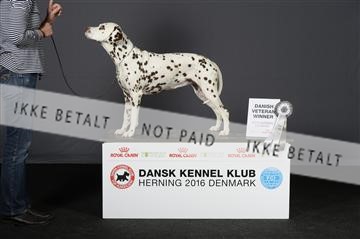 DANISH
VETERAN
WINNER
IKKE BETALT
NOT PAID
IKKE BETALT
ROYAL CANIN
ROYAL CANIN
ROYAL CANIN
DANSK KENNEL KLUB
HERNING 2016 DENMARK